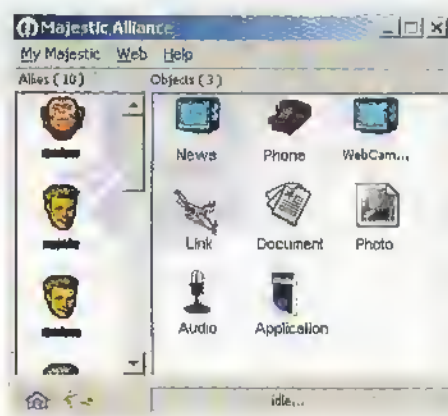 Majestic Alliance
My Majestic Web Help
Allies (10) Objects (3)
News Phone WebCam...
Link Document Photo
Audio Application
idle...